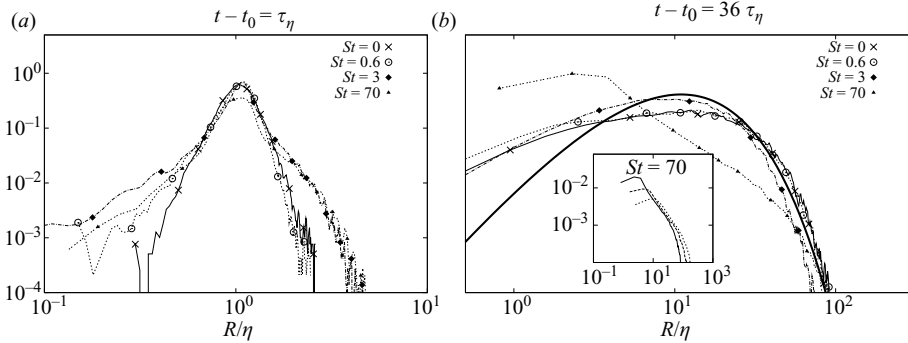 (a)
t – t0 = τη
St = 0
St = 0.6
St = 3
St = 70
10^0
10^–1
10^–2
10^–3
10^–4
10^–1
10^0
10^1
R/η
(b)
t – t0 = 36 τη
St = 0
St = 0.6
St = 3
St = 70
St = 70
10^–2
10^–3
10^–1
10^1
10^3
10^0
10^1
10^2
R/η